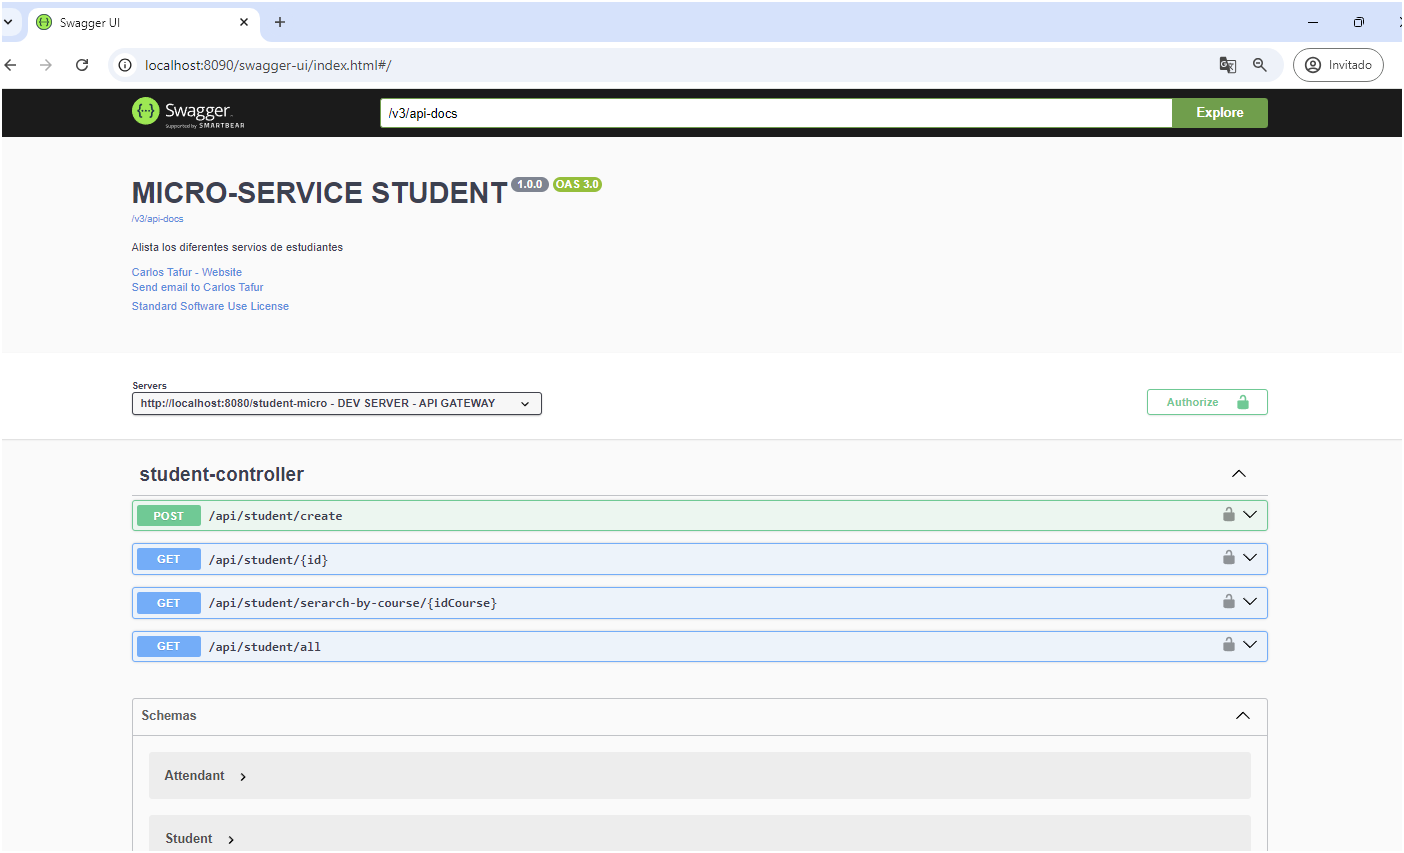 Swagger UI
localhost:8090/swagger-ui/index.html#/
Invitado
Swagger
Supported by SMARTBEAR
/v3/api-docs
Explore
MICRO-SERVICE STUDENT 1.0.0 OAS 3.0
/v3/api-docs
Alista los diferentes servios de estudiantes
Carlos Tafur - Website
Send email to Carlos Tafur
Standard Software Use License
Servers
http://localhost:8080/student-micro - DEV SERVER - API GATEWAY
Authorize
student-controller
POST /api/student/create
GET /api/student/{id}
GET /api/student/serarch-by-course/{idCourse}
GET /api/student/all
Schemas
Attendant
Student